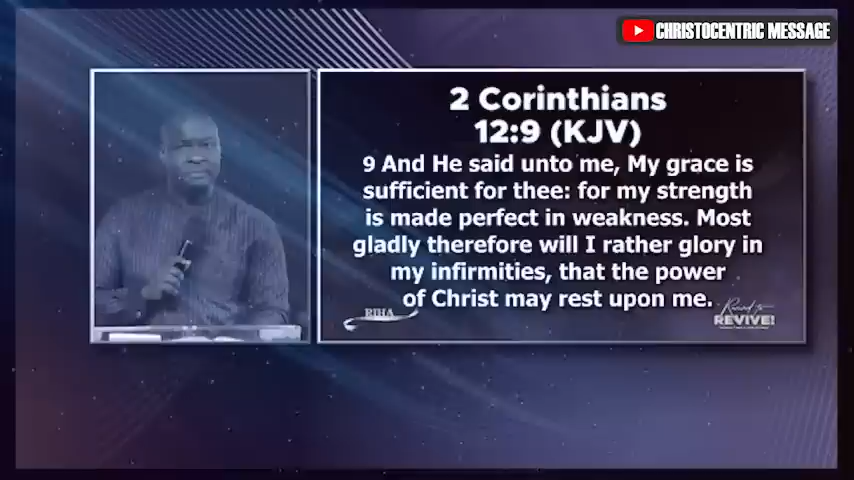 CHRISTOCENTRIC MESSAGE
2 Corinthians
12:9 (KJV)
9 And He said unto me, My grace is
sufficient for thee: for my strength
is made perfect in weakness. Most
gladly therefore will I rather glory in
my infirmities, that the power
of Christ may rest upon me.
REVIVE!